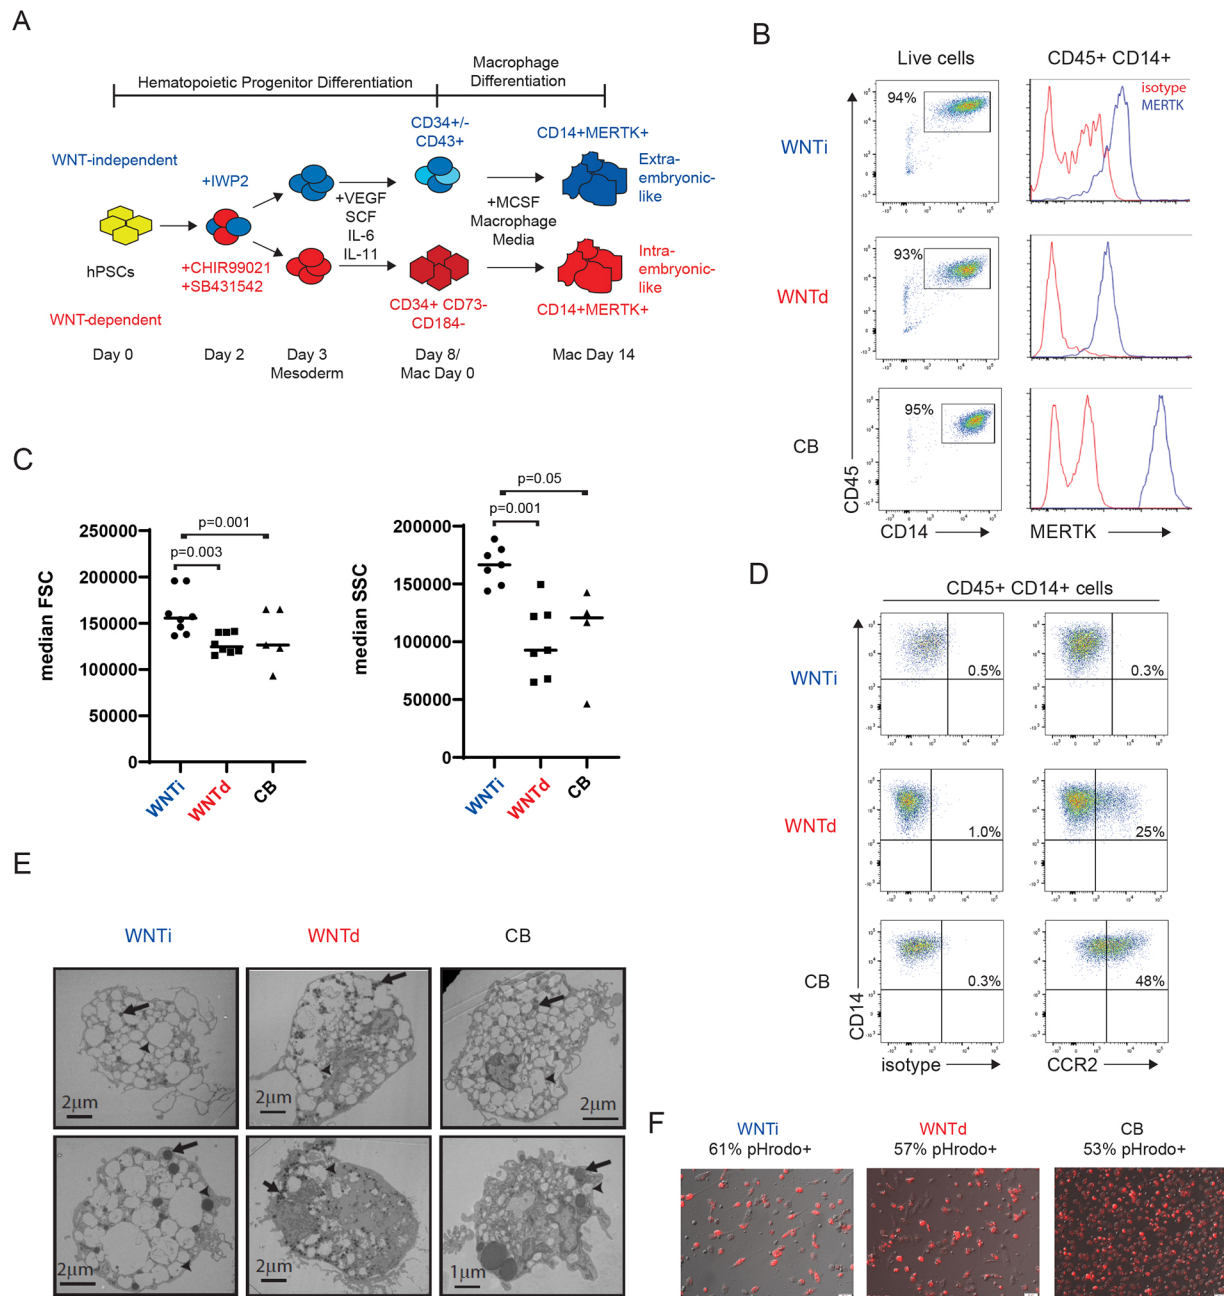 A
Hematopoietic Progenitor Differentiation
Macrophage
Differentiation
WNT-independent
+IWP2
CD34+/-
CD43+
CD14+MERTK+
Extra-
embryonic-
like
+VEGF
SCF
IL-6
IL-11
+MCSF
Macrophage
Media
hPSCs
+CHIR99021
+SB431542
WNT-dependent
CD34+ CD73-
CD184-
CD14+MERTK+
Intra-
embryonic-
like
Day 0
Day 2
Day 3
Mesoderm
Day 8/
Mac Day 0
Mac Day 14
B
Live cells
CD45+ CD14+
isotype
MERTK
WNTi
94%
WNTd
93%
CB
95%
CD45
CD14
MERTK
C
p=0.001
p=0.003
median FSC
250000
200000
150000
100000
50000
0
WNTi
WNTd
CB
p=0.05
p=0.001
median SSC
200000
150000
100000
50000
0
WNTi
WNTd
CB
D
CD45+ CD14+ cells
WNTi
0.5%
0.3%
WNTd
1.0%
25%
CB
0.3%
48%
CD14
isotype
CCR2
E
WNTi
WNTd
CB
2µm
2µm
2µm
2µm
2µm
1µm
F
WNTi
61% pHrodo+
WNTd
57% pHrodo+
CB
53% pHrodo+